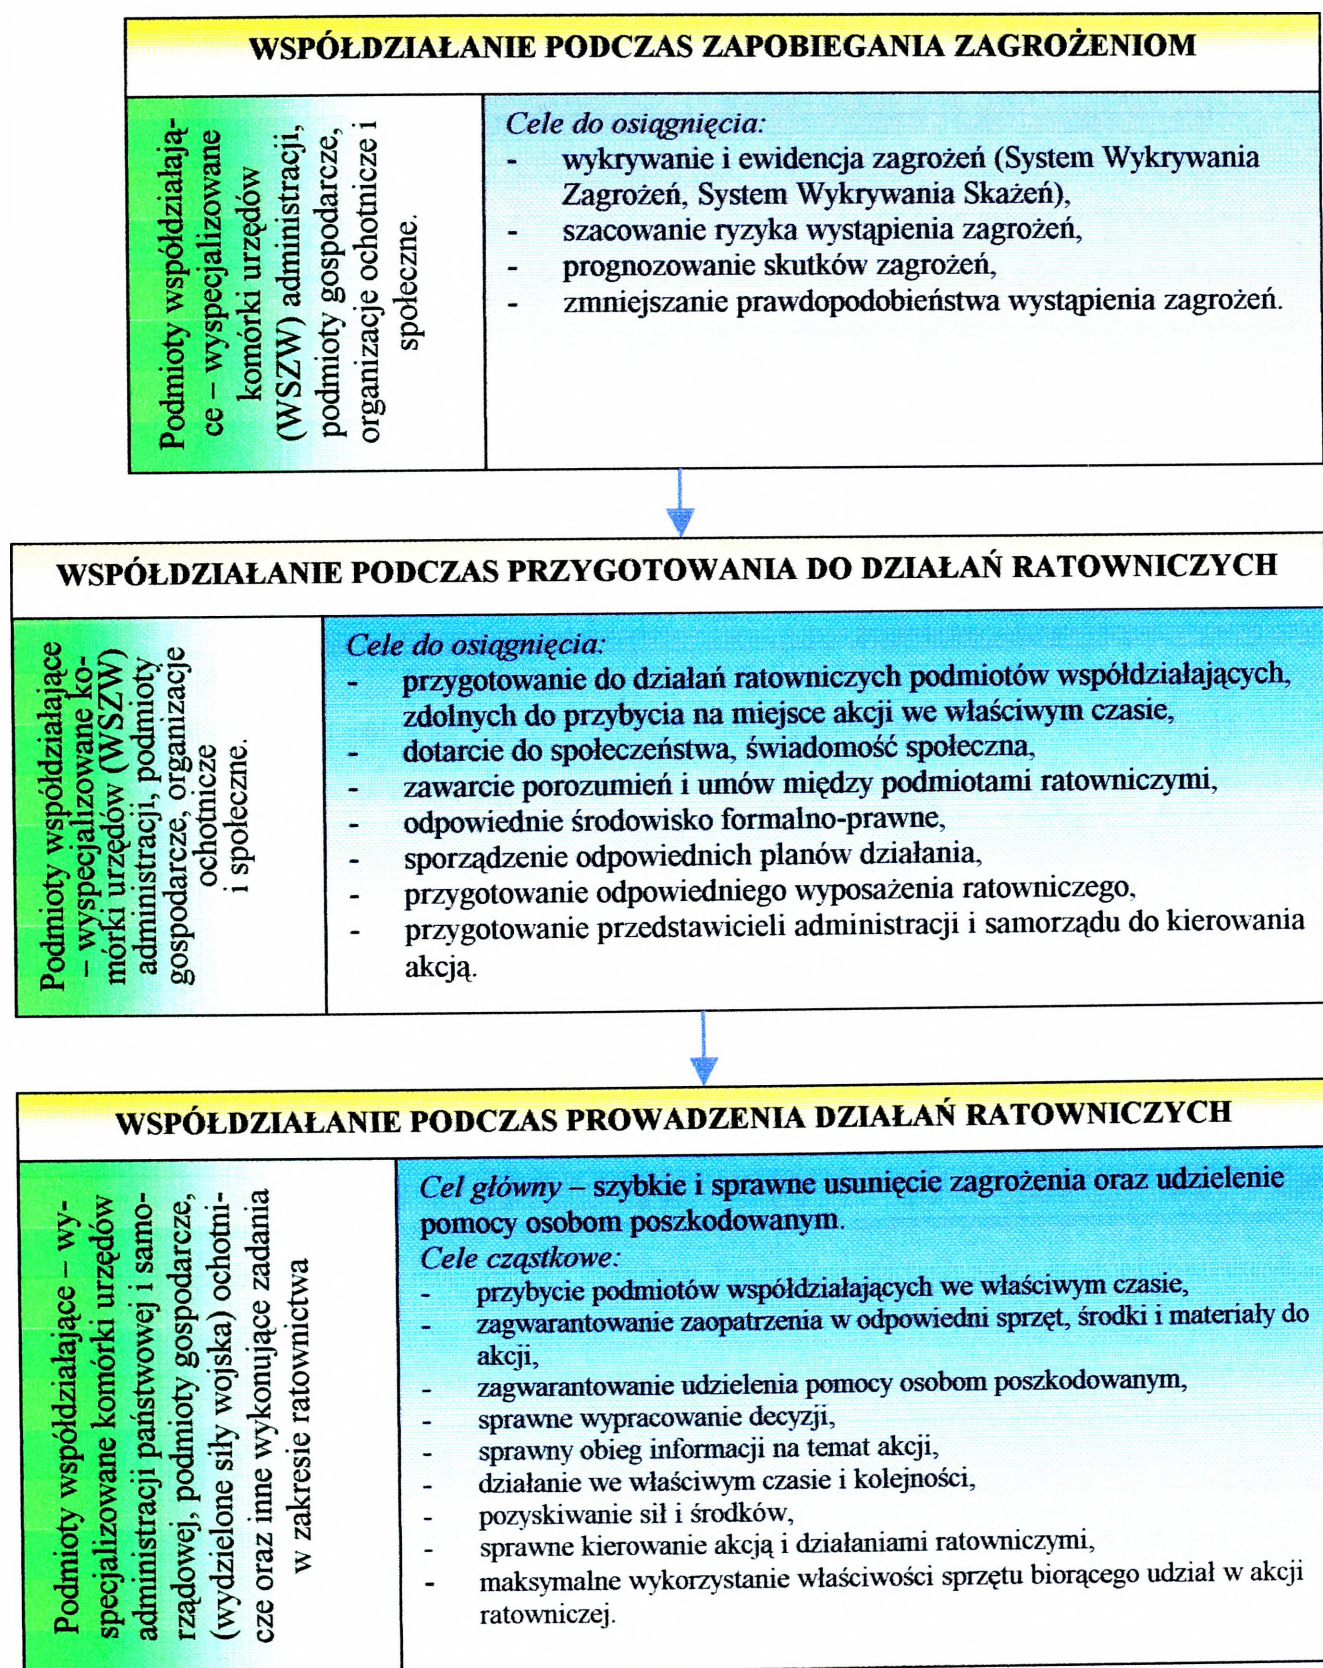 WSPÓŁDZIAŁANIE PODCZAS ZAPOBIEGANIA ZAGROŻENIOM
Podmioty współdziałają-
ce – wyspecjalizowane
komórki urzędów
(WSZW) administracji,
podmioty gospodarcze,
organizacje ochotnicze i
społeczne.
Cele do osiągnięcia:
- wykrywanie i ewidencja zagrożeń (System Wykrywania
Zagrożeń, System Wykrywania Skażeń),
- szacowanie ryzyka wystąpienia zagrożeń,
- prognozowanie skutków zagrożeń,
- zmniejszanie prawdopodobieństwa wystąpienia zagrożeń.
WSPÓŁDZIAŁANIE PODCZAS PRZYGOTOWANIA DO DZIAŁAŃ RATOWNICZYCH
Podmioty współdziałające
– wyspecjalizowane ko-
mórki urzędów (WSZW)
administracji, podmioty
gospodarcze, organizacje
ochotnicze
i społeczne.
Cele do osiągnięcia:
- przygotowanie do działań ratowniczych podmiotów współdziałających,
zdolnych do przybycia na miejsce akcji we właściwym czasie,
- dotarcie do społeczeństwa, świadomość społeczna,
- zawarcie porozumień i umów między podmiotami ratowniczymi,
- odpowiednie środowisko formalno-prawne,
- sporządzenie odpowiednich planów działania,
- przygotowanie odpowiedniego wyposażenia ratowniczego,
- przygotowanie przedstawicieli administracji i samorządu do kierowania
akcją.
WSPÓŁDZIAŁANIE PODCZAS PROWADZENIA DZIAŁAŃ RATOWNICZYCH
Podmioty współdziałające – wy-
specjalizowane komórki urzędów
administracji państwowej i samo-
rządowej, podmioty gospodarcze,
(wydzielone siły wojska) ochotni-
cze oraz inne wykonujące zadania
w zakresie ratownictwa
Cel główny – szybkie i sprawne usunięcie zagrożenia oraz udzielenie
pomocy osobom poszkodowanym.
Cele cząstkowe:
- przybycie podmiotów współdziałających we właściwym czasie,
- zagwarantowanie zaopatrzenia w odpowiedni sprzęt, środki i materiały do
akcji,
- zagwarantowanie udzielenia pomocy osobom poszkodowanym,
- sprawne wypracowanie decyzji,
- sprawny obieg informacji na temat akcji,
- działanie we właściwym czasie i kolejności,
- pozyskiwanie sił i środków,
- sprawne kierowanie akcją i działaniami ratowniczymi,
- maksymalne wykorzystanie właściwości sprzętu biorącego udział w akcji
ratowniczej.